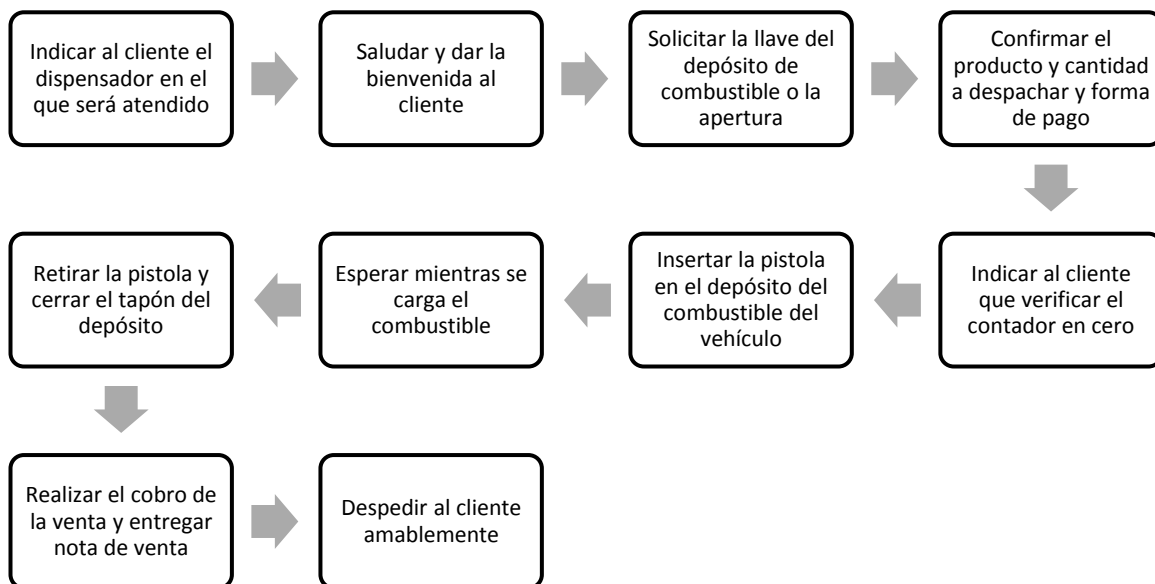 Indicar al cliente el
dispensador en el
que será atendido
Saludar y dar la
bienvenida al
cliente
Solicitar la llave del
depósito de
combustible o la
apertura
Confirmar el
producto y cantidad
a despachar y forma
de pago
Indicar al cliente
que verificar el
contador en cero
Insertar la pistola
en el depósito del
combustible del
vehículo
Esperar mientras se
carga el
combustible
Retirar la pistola y
cerrar el tapón del
depósito
Realizar el cobro de
la venta y entregar
nota de venta
Despedir al cliente
amablemente